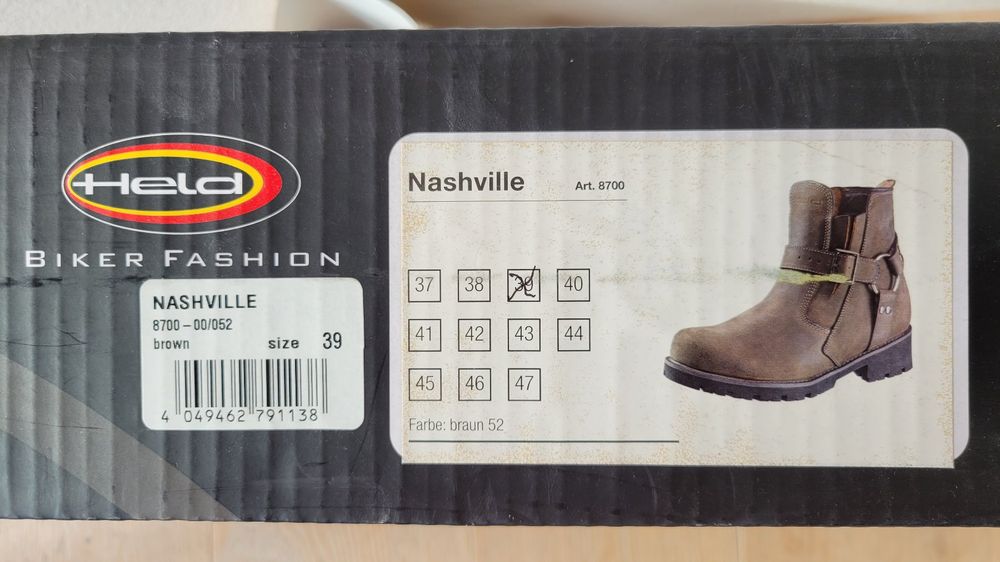 Held
BIKER FASHION
NASHVILLE
8700-00/052
brown size 39
4 049462 791138
Nashville Art. 8700
37 38 39 40
41 42 43 44
45 46 47
Farbe: braun 52